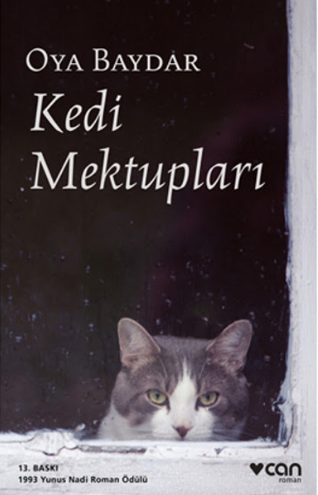 OYA BAYDAR
Kedi
Mektupları
13. BASKI
1993 Yunus Nadi Roman Ödülü
can
roman